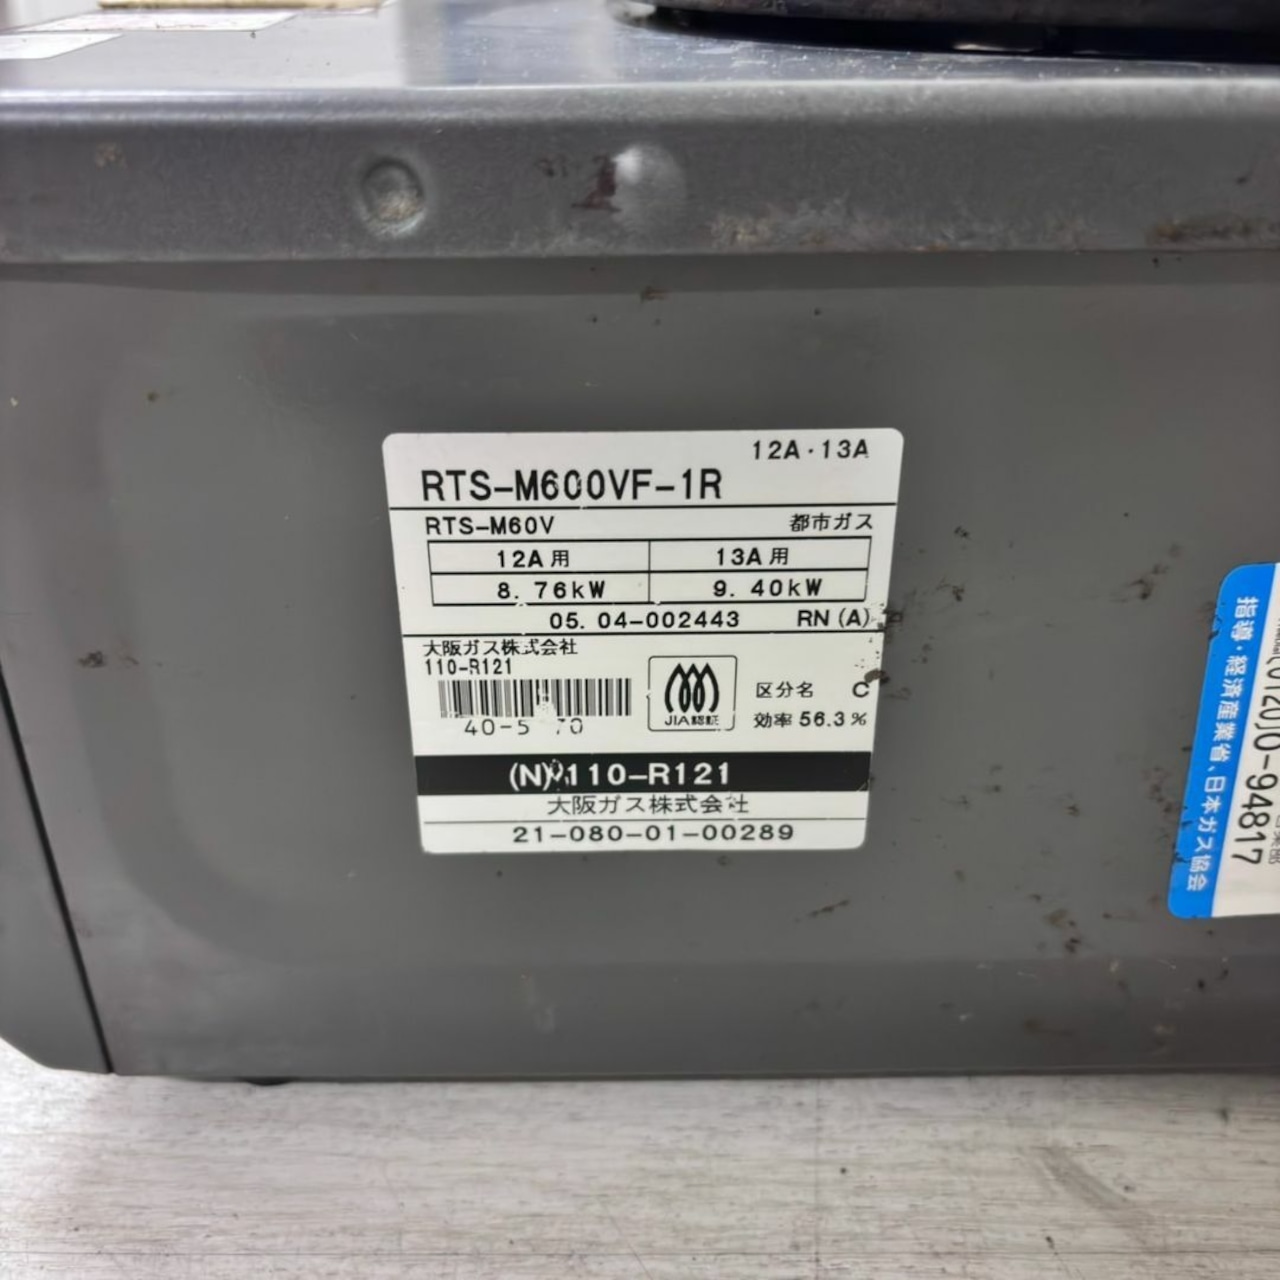 12A・13A
RTS-M600VF-1R
RTS-M60V 都市ガス
12A用 13A用
8.76kW 9.40kW
05.04-002443 RN(A)
大阪ガス株式会社
110-R121
JIA認証
区分名 C
効率 56.3%
(N) 110-R121
大阪ガス株式会社
21-080-01-00289
指導・経済産業省、日本ガス協会
(0120)0-94817